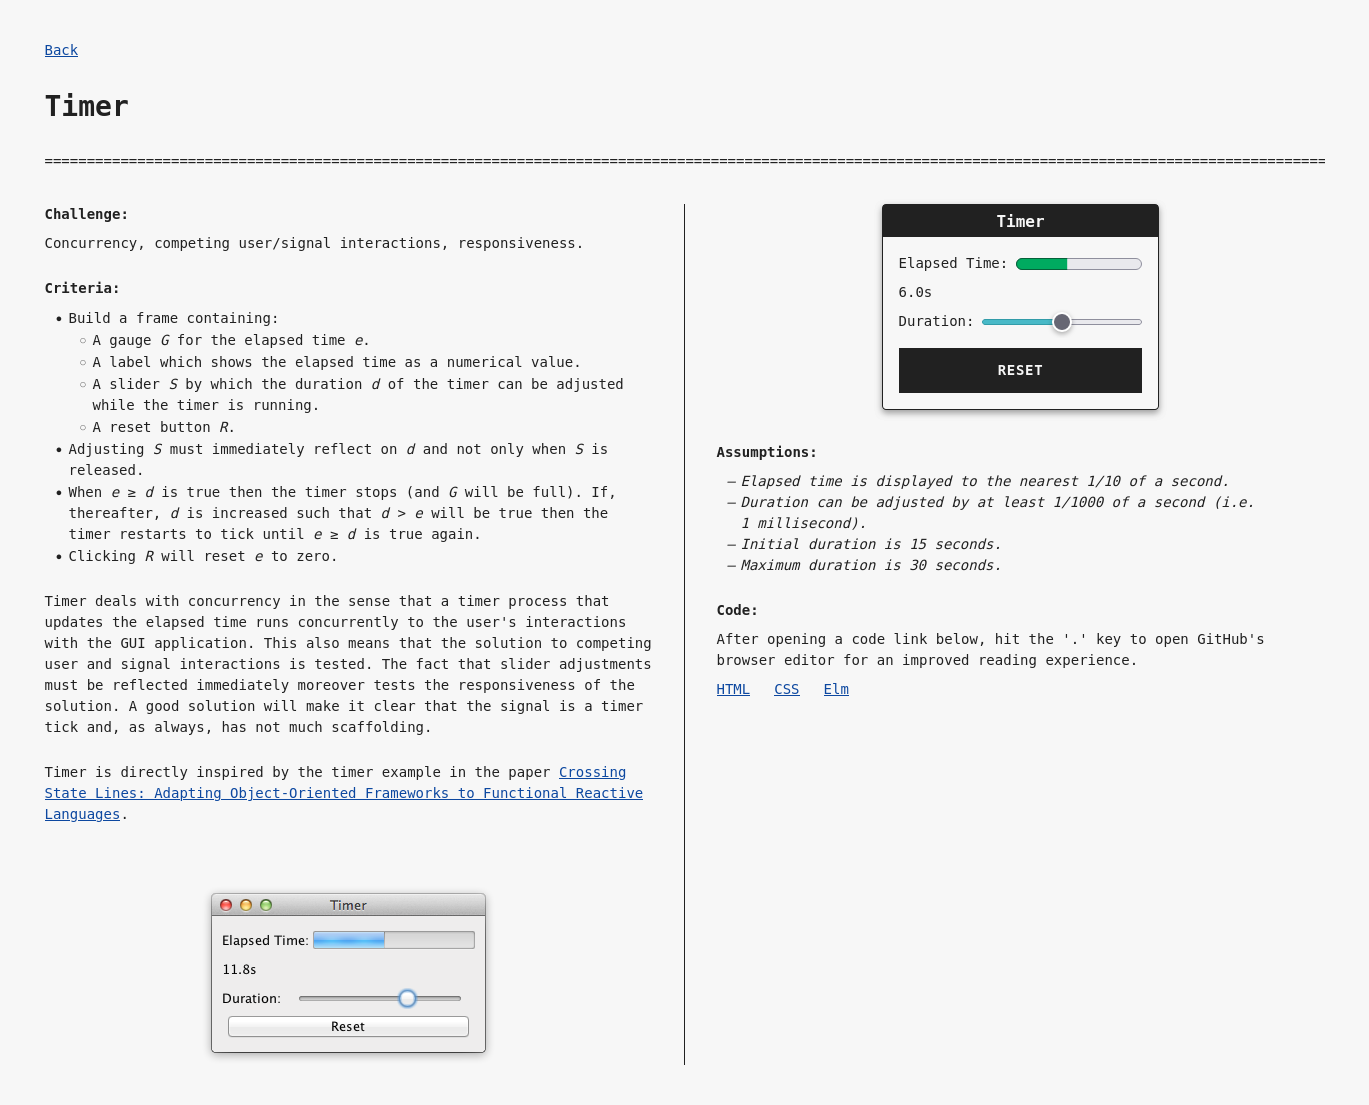 Back
Timer
========================================================================================================================================================
Challenge:
Concurrency, competing user/signal interactions, responsiveness.
Criteria:
• Build a frame containing:
○ A gauge G for the elapsed time e.
○ A label which shows the elapsed time as a numerical value.
○ A slider S by which the duration d of the timer can be adjusted
while the timer is running.
○ A reset button R.
• Adjusting S must immediately reflect on d and not only when S is
released.
• When e ≥ d is true then the timer stops (and G will be full). If,
thereafter, d is increased such that d > e will be true then the
timer restarts to tick until e ≥ d is true again.
• Clicking R will reset e to zero.
Timer deals with concurrency in the sense that a timer process that
updates the elapsed time runs concurrently to the user's interactions
with the GUI application. This also means that the solution to competing
user and signal interactions is tested. The fact that slider adjustments
must be reflected immediately moreover tests the responsiveness of the
solution. A good solution will make it clear that the signal is a timer
tick and, as always, has not much scaffolding.
Timer is directly inspired by the timer example in the paper Crossing
State Lines: Adapting Object-Oriented Frameworks to Functional Reactive
Languages.
Timer
Elapsed Time:
11.8s
Duration:
Reset
Timer
Elapsed Time:
6.0s
Duration:
RESET
Assumptions:
— Elapsed time is displayed to the nearest 1/10 of a second.
— Duration can be adjusted by at least 1/1000 of a second (i.e.
1 millisecond).
— Initial duration is 15 seconds.
— Maximum duration is 30 seconds.
Code:
After opening a code link below, hit the '.' key to open GitHub's
browser editor for an improved reading experience.
HTML CSS Elm